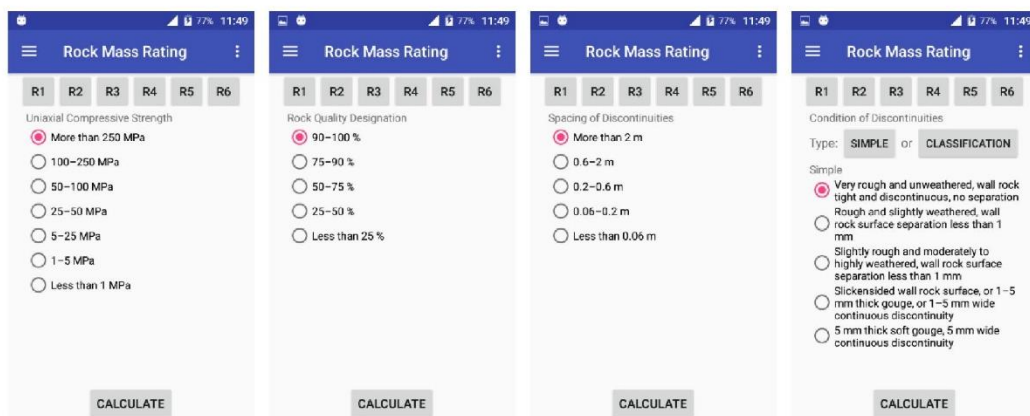 77% 11:49
Rock Mass Rating
R1 R2 R3 R4 R5 R6
Uniaxial Compressive Strength
More than 250 MPa
100–250 MPa
50–100 MPa
25–50 MPa
5–25 MPa
1–5 MPa
Less than 1 MPa
CALCULATE
77% 11:49
Rock Mass Rating
R1 R2 R3 R4 R5 R6
Rock Quality Designation
90–100 %
75–90 %
50–75 %
25–50 %
Less than 25 %
CALCULATE
77% 11:49
Rock Mass Rating
R1 R2 R3 R4 R5 R6
Spacing of Discontinuities
More than 2 m
0.6–2 m
0.2–0.6 m
0.06–0.2 m
Less than 0.06 m
CALCULATE
77% 11:49
Rock Mass Rating
R1 R2 R3 R4 R5 R6
Condition of Discontinuities
Type: SIMPLE or CLASSIFICATION
Simple
Very rough and unweathered, wall rock
tight and discontinuous, no separation
Rough and slightly weathered, wall
rock surface separation less than 1
mm
Slightly rough and moderately to
highly weathered, wall rock surface
separation less than 1 mm
Slickensided wall rock surface, or 1–5
mm thick gouge, or 1–5 mm wide
continuous discontinuity
5 mm thick soft gouge, 5 mm wide
continuous discontinuity
CALCULATE